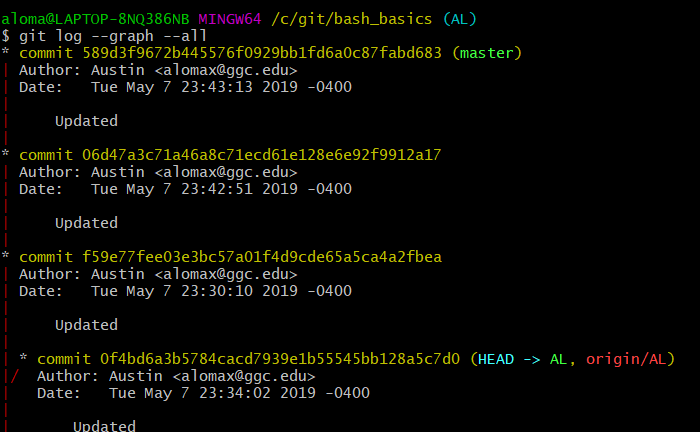 aloma@LAPTOP-8NQ386NB MINGW64 /c/git/bash_basics (AL)
$ git log --graph --all
* commit 589d3f9672b445576f0929bb1fd6a0c87fabd683 (master)
| Author: Austin <alomax@ggc.edu>
| Date:   Tue May 7 23:43:13 2019 -0400
|
|     Updated
|
* commit 06d47a3c71a46a8c71ecd61e128e6e92f9912a17
| Author: Austin <alomax@ggc.edu>
| Date:   Tue May 7 23:42:51 2019 -0400
|
|     Updated
|
* commit f59e77fee03e3bc57a01f4d9cde65a5ca4a2fbea
| Author: Austin <alomax@ggc.edu>
| Date:   Tue May 7 23:30:10 2019 -0400
|
|     Updated
|
| * commit 0f4bd6a3b5784cacd7939e1b55545bb128a5c7d0 (HEAD -> AL, origin/AL)
|/  Author: Austin <alomax@ggc.edu>
|   Date:   Tue May 7 23:34:02 2019 -0400
|
|       Updated